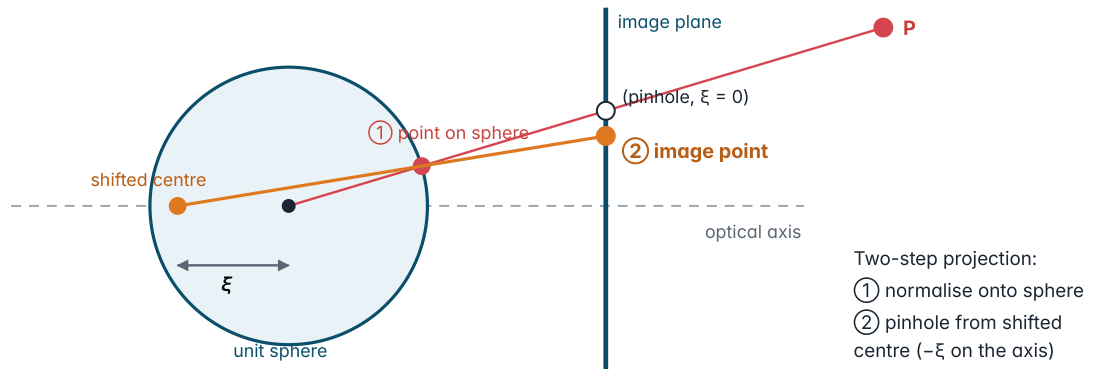 image plane
P
(pinhole, ξ = 0)
① point on sphere
② image point
shifted centre
optical axis
ξ
unit sphere
Two-step projection:
① normalise onto sphere
② pinhole from shifted
centre (−ξ on the axis)